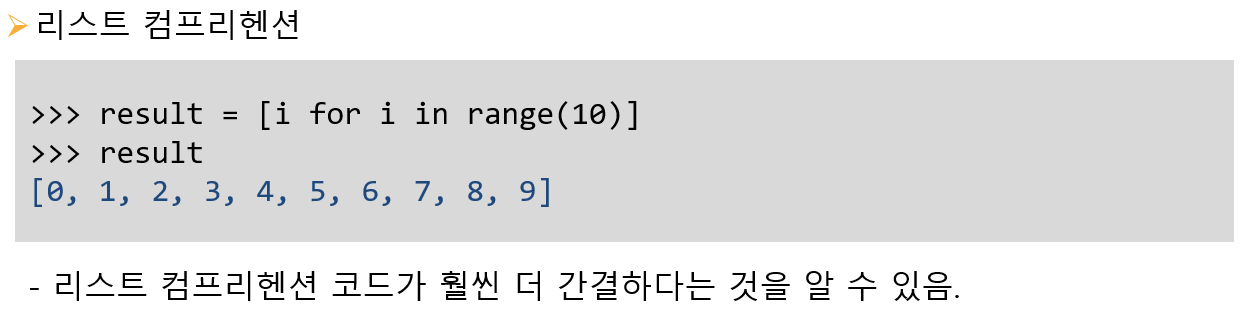 리스트 컴프리헨션
>>> result = [i for i in range(10)]
>>> result
[0, 1, 2, 3, 4, 5, 6, 7, 8, 9]
- 리스트 컴프리헨션 코드가 훨씬 더 간결하다는 것을 알 수 있음.